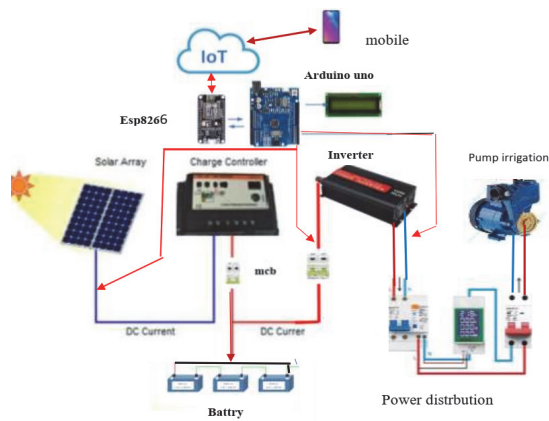 IoT
mobile
Arduino uno
Esp8266
Solar Array
Charge Controller
Inverter
Pump irrigation
mcb
DC Current
DC Currer
Battry
Power distrbution